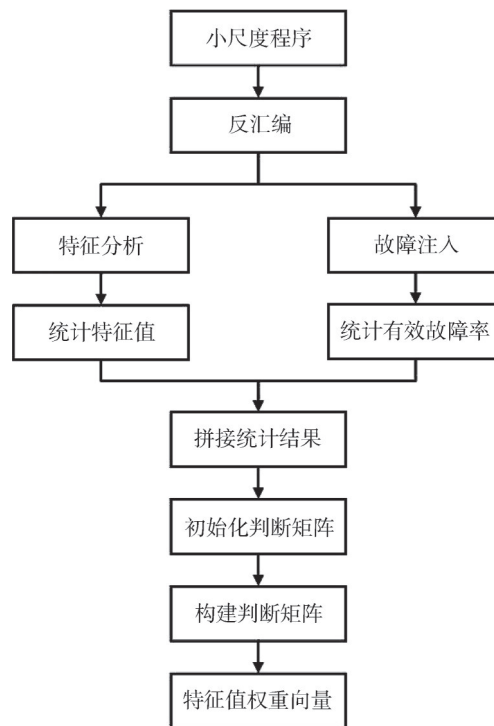 小尺度程序
反汇编
特征分析
故障注入
统计特征值
统计有效故障率
拼接统计结果
初始化判断矩阵
构建判断矩阵
特征值权重向量